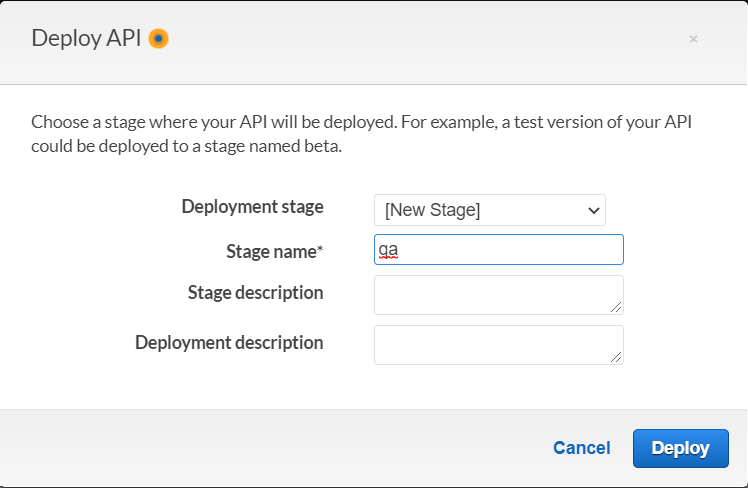 Deploy API
×
Choose a stage where your API will be deployed. For example, a test version of your API
could be deployed to a stage named beta.
Deployment stage [New Stage]
Stage name* qa
Stage description
Deployment description
Cancel Deploy